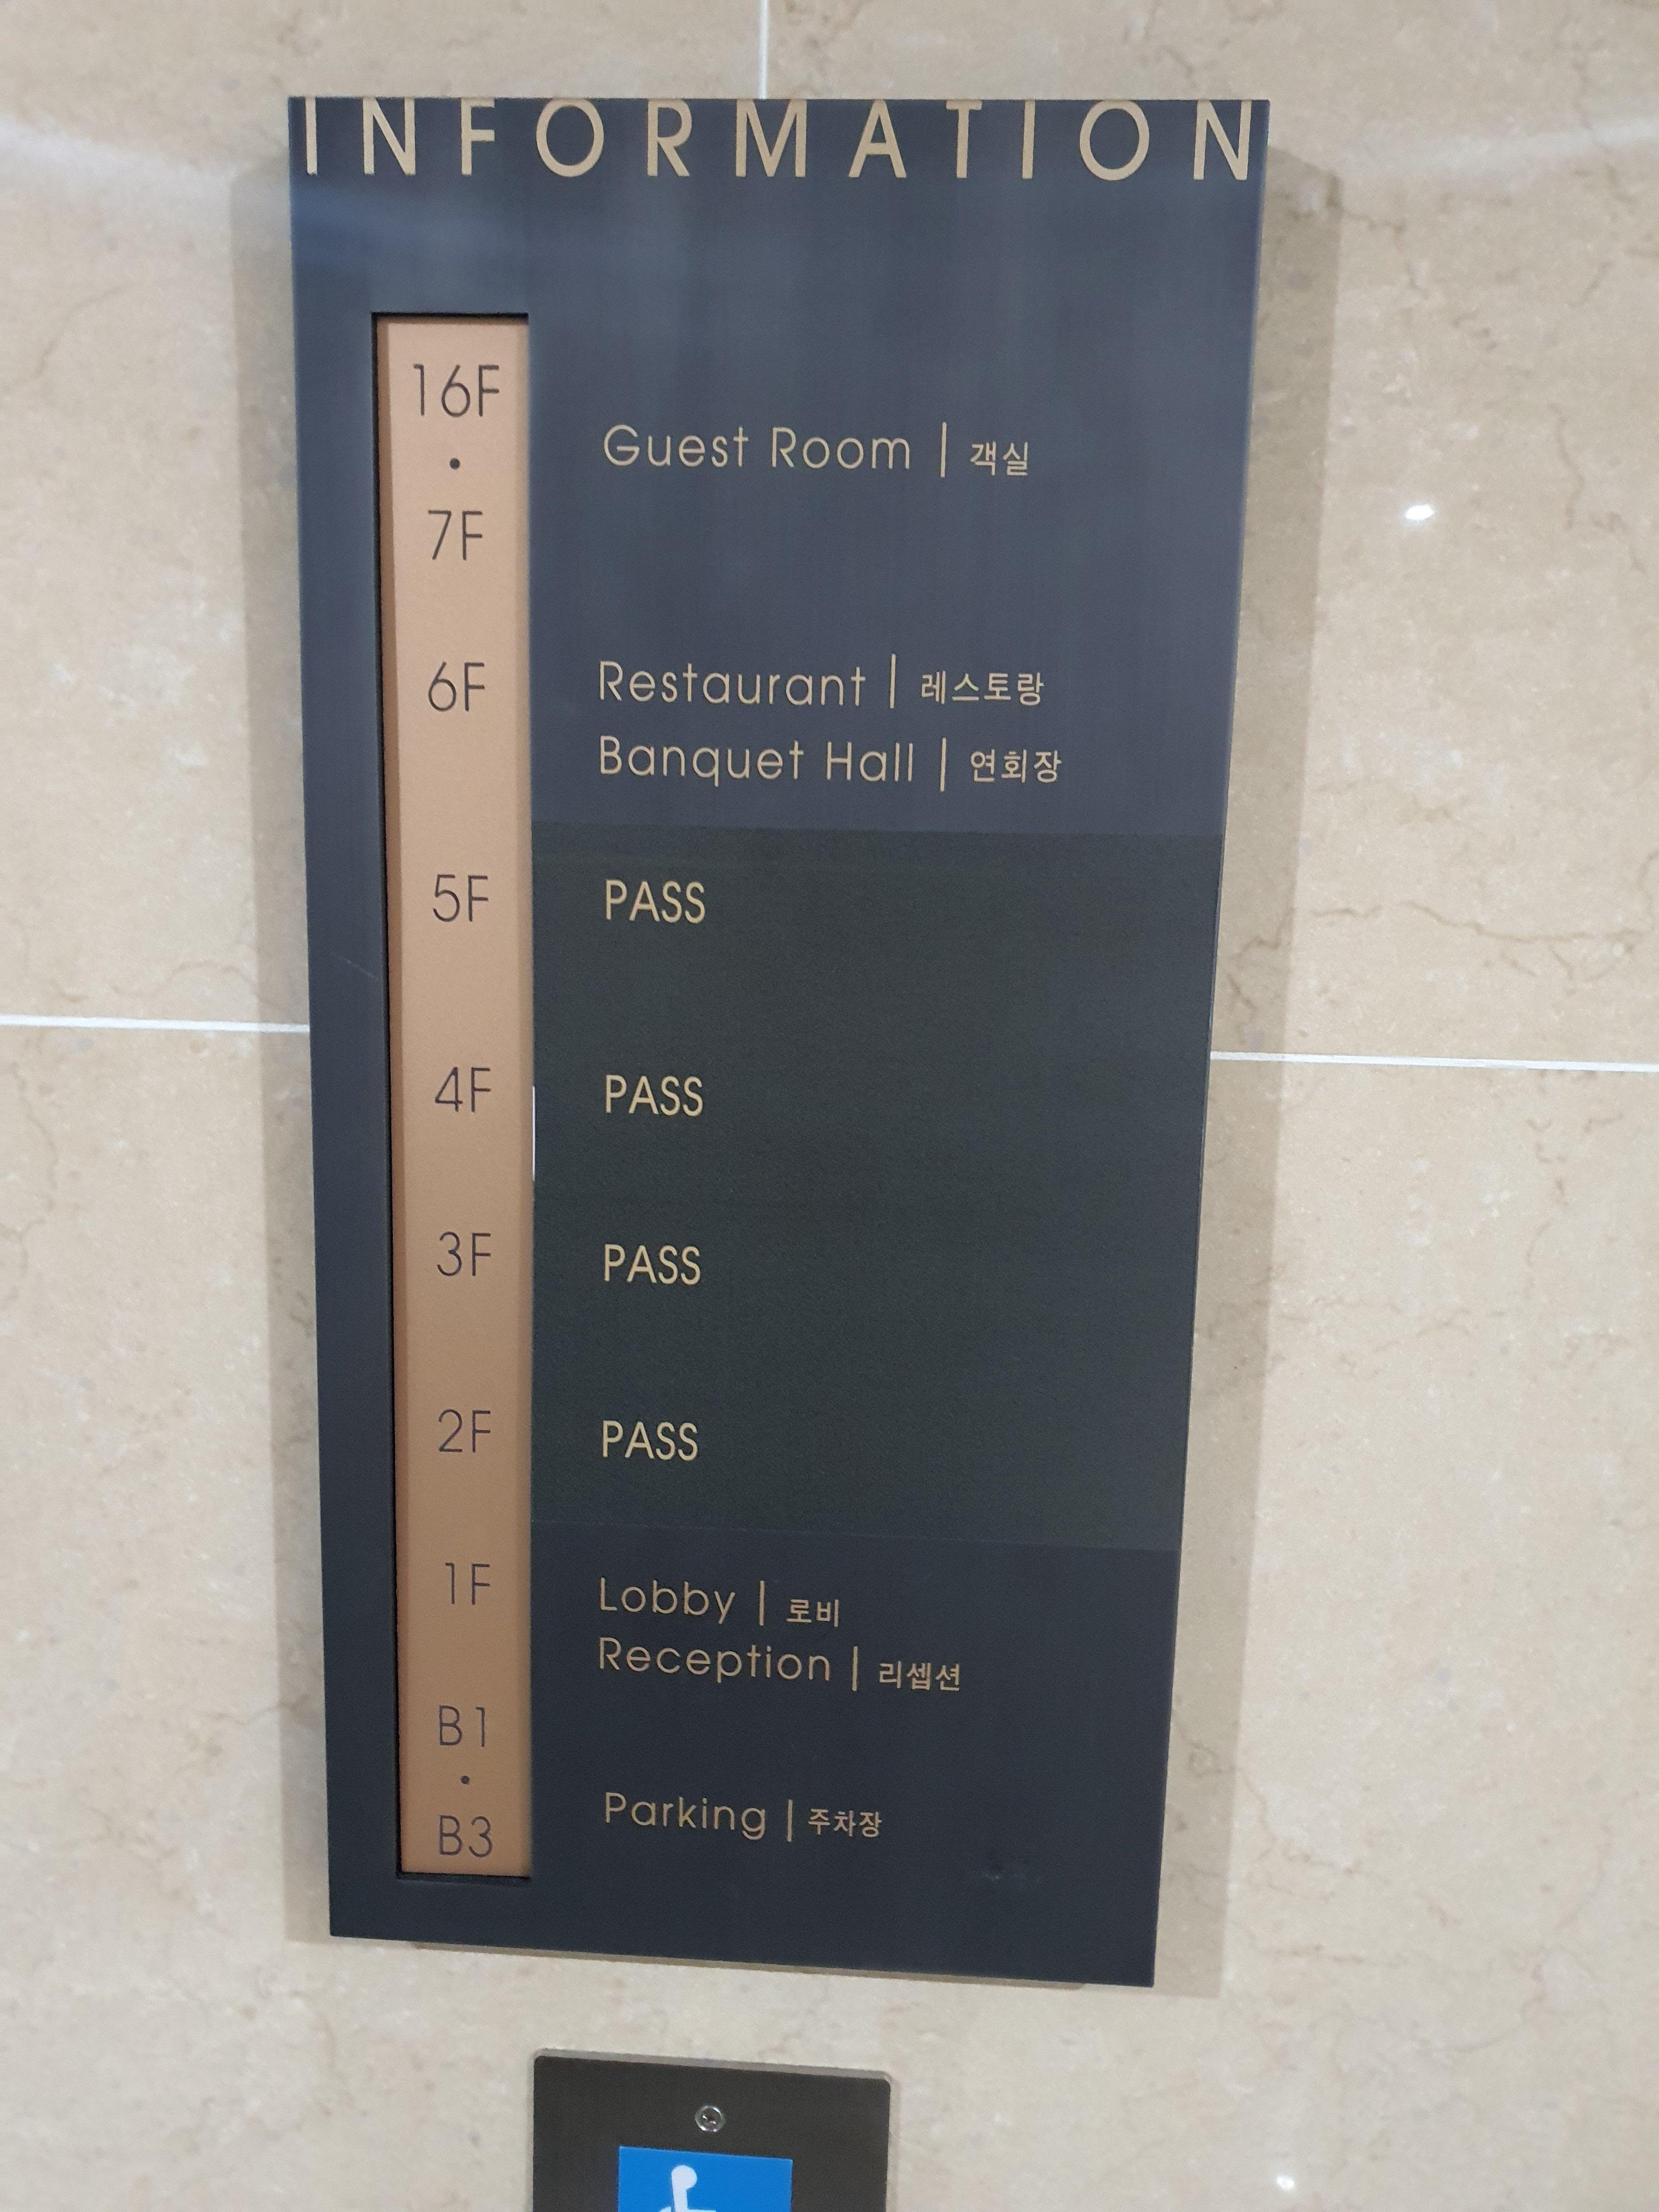 INFORMATION
16F
•
7F
Guest Room | 객실
6F
Restaurant | 레스토랑
Banquet Hall | 연회장
5F PASS
4F PASS
3F PASS
2F PASS
1F
Lobby | 로비
Reception | 리셉션
B1
•
B3
Parking | 주차장